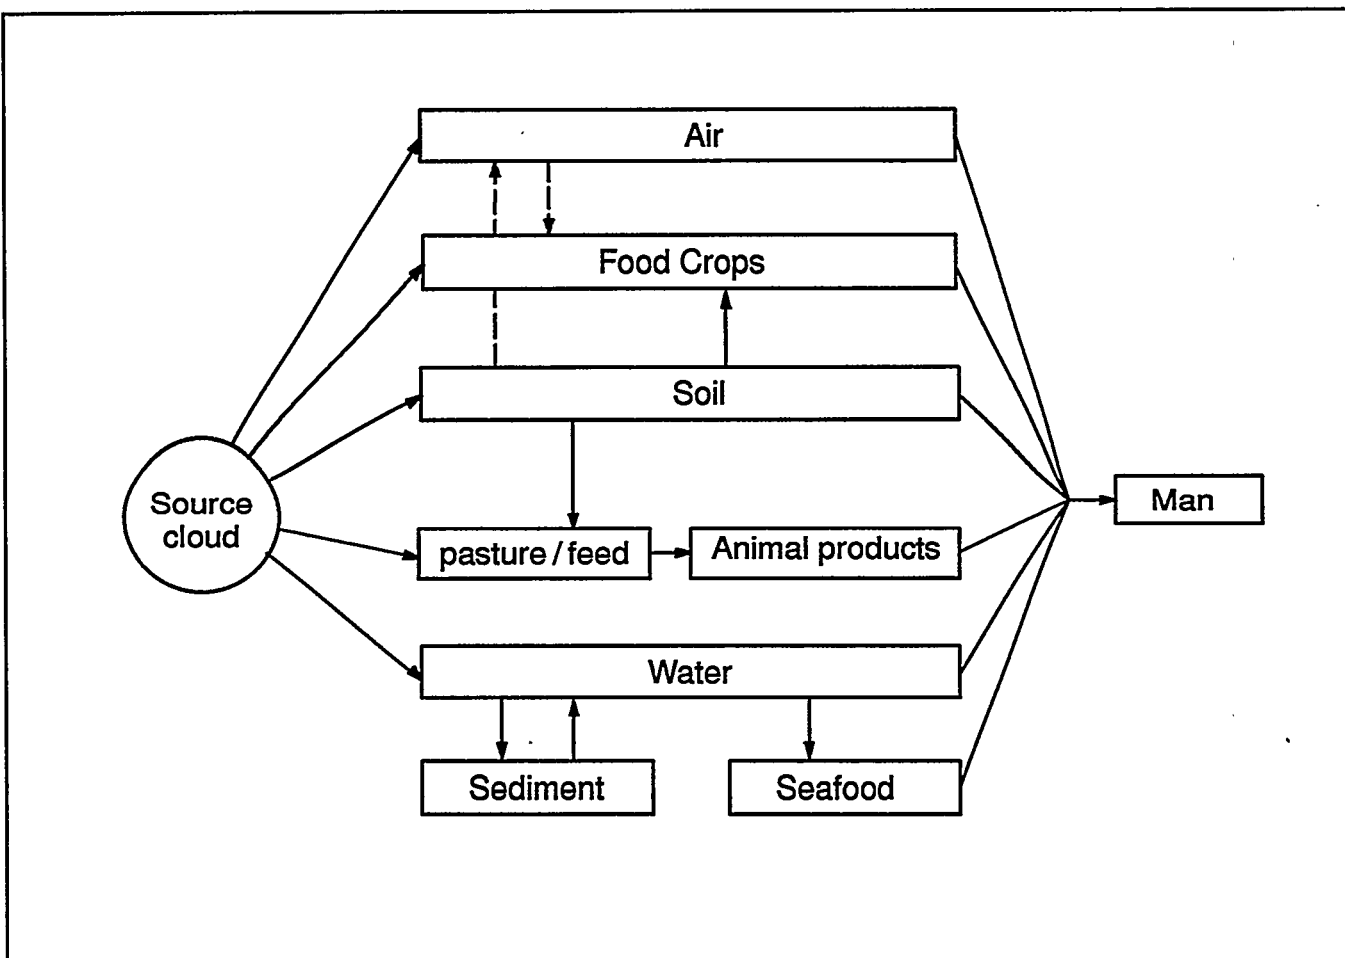 Air
Food Crops
Soil
Source
cloud
Man
pasture / feed
Animal products
Water
Sediment
Seafood